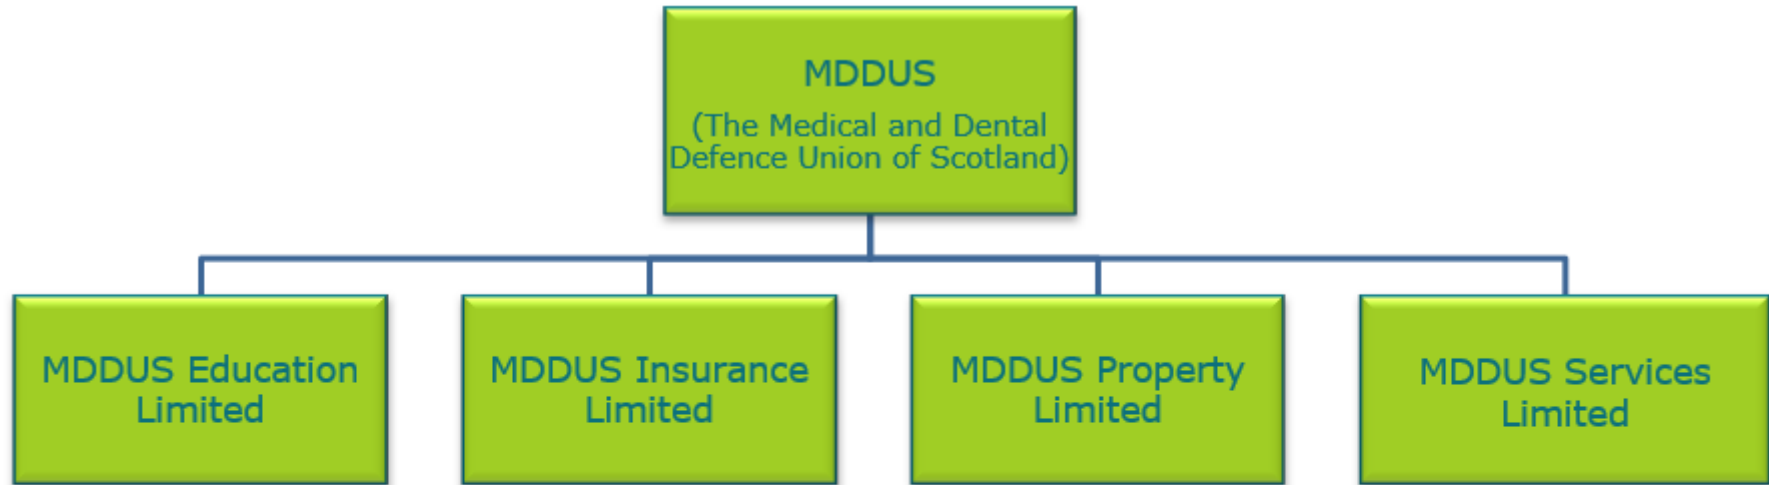 MDDUS
(The Medical and Dental
Defence Union of Scotland)
MDDUS Education
Limited
MDDUS Insurance
Limited
MDDUS Property
Limited
MDDUS Services
Limited